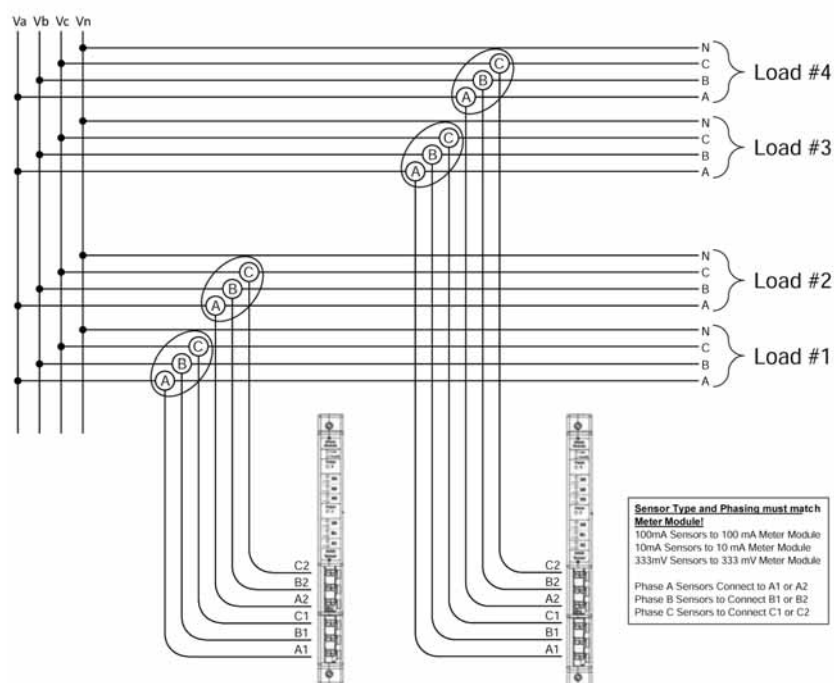 Va Vb Vc Vn
N
C
C
B
B
Load #4
A
A
N
C
C
B
B
Load #3
A
A
N
C
C
B
B
Load #2
A
A
N
C
C
B
B
Load #1
A
A
C2
B2
A2
C1
B1
A1
C2
B2
A2
C1
B1
A1
Sensor Type and Phasing must match
Meter Module!
100mA Sensors to 100 mA Meter Module
10mA Sensors to 10 mA Meter Module
333mV Sensors to 333 mV Meter Module
Phase A Sensors Connect to A1 or A2
Phase B Sensors to Connect B1 or B2
Phase C Sensors to Connect C1 or C2